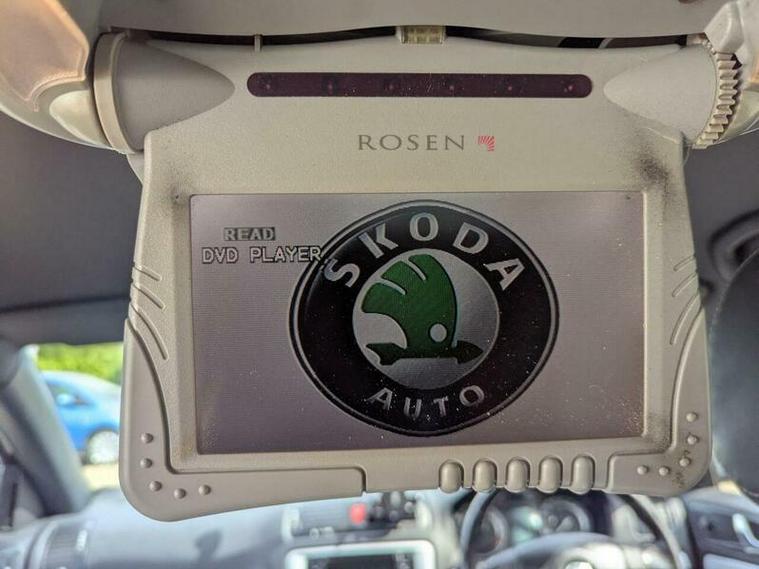 ROSEN
READ
DVD PLAYER
SKODA
AUTO